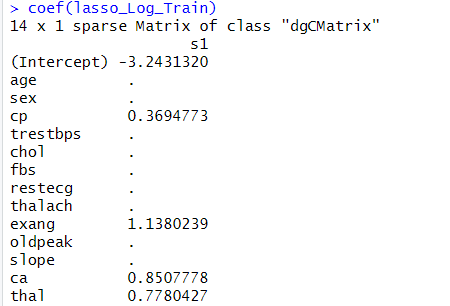 > coef(lasso_Log_Train)
14 x 1 sparse Matrix of class "dgCMatrix"
                    s1
(Intercept) -3.2431320
age          .
sex          .
cp           0.3694773
trestbps     .
chol         .
fbs          .
restecg      .
thalach      .
exang        1.1380239
oldpeak      .
slope        .
ca           0.8507778
thal         0.7780427